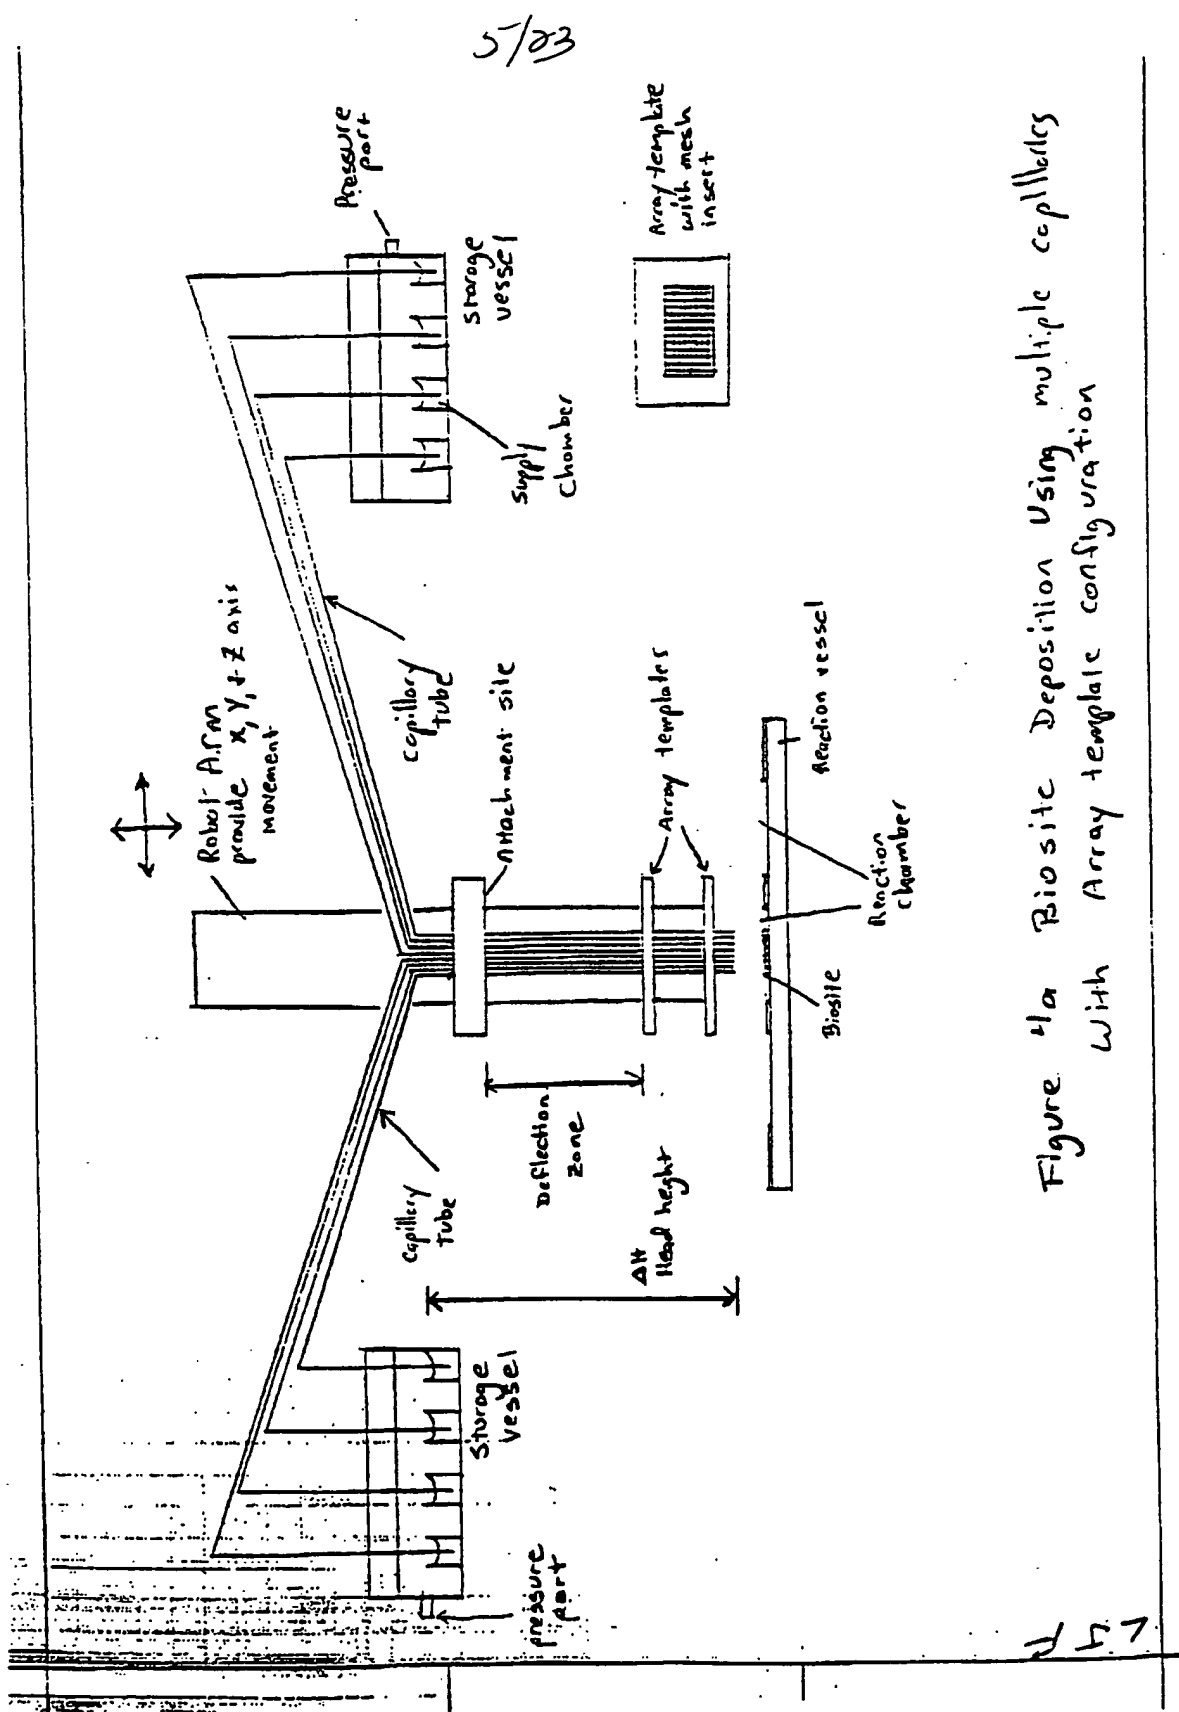 5/23
Robot Arm
provide x, y, + z axis
movement
Pressure
port
capillary
tube
capillary
tube
Attachment site
Storage
vessel
Supply
Chamber
Storage
vessel
pressure
port
Deflection
zone
ΔH
Head height
Array templates
Array template
with mesh
insert
Biosite
Reaction
chamber
Reaction vessel
Figure 4a Biosite Deposition Using multiple capillaries
With Array template configuration